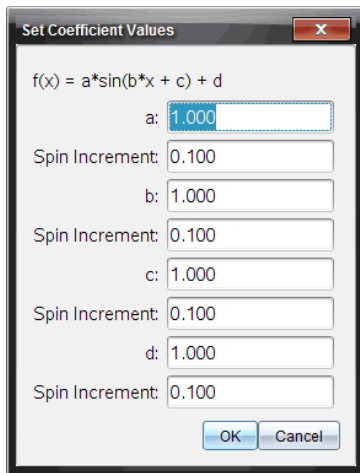 Set Coefficient Values
f(x) = a*sin(b*x + c) + d
a: 1.000
Spin Increment: 0.100
b: 1.000
Spin Increment: 0.100
c: 1.000
Spin Increment: 0.100
d: 1.000
Spin Increment: 0.100
OK Cancel